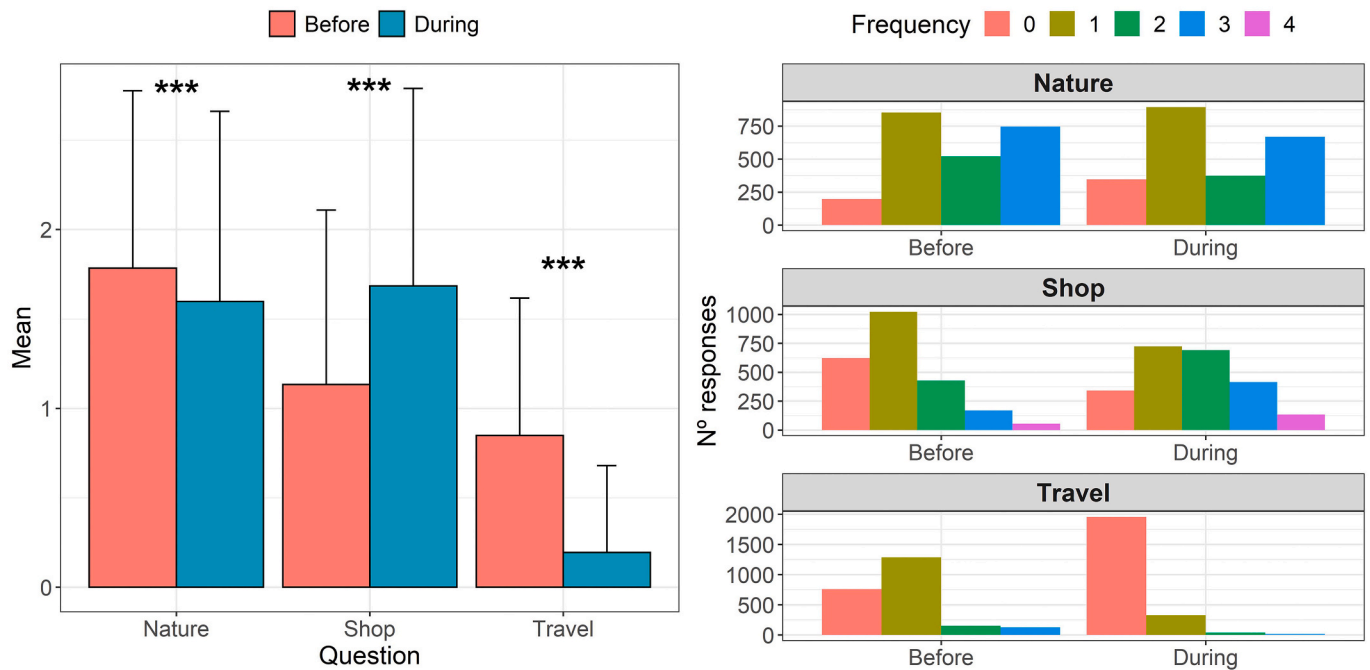 Before During
Mean
2
1
0
***
***
***
Nature Shop Travel
Question
Frequency 0 1 2 3 4
Nº responses
Nature
750
500
250
0
Before During
Shop
1000
750
500
250
0
Before During
Travel
2000
1500
1000
500
0
Before During